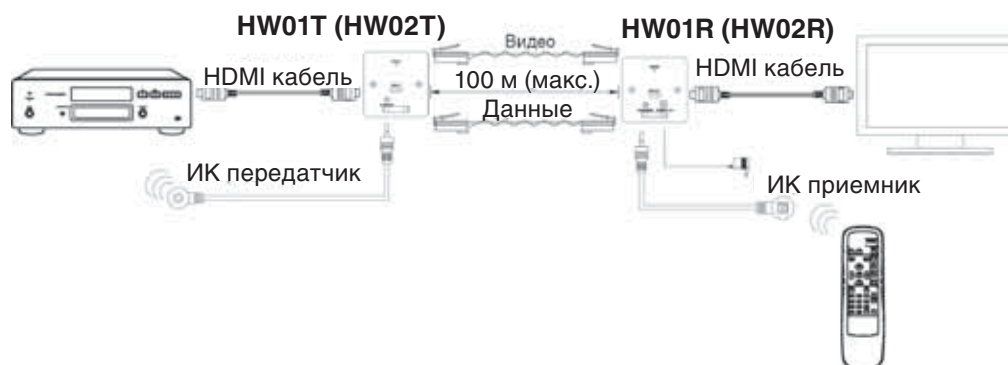 HW01T (HW02T)
Видео
HW01R (HW02R)
HDMI кабель
100 м (макс.)
HDMI кабель
Данные
ИК передатчик
ИК приемник